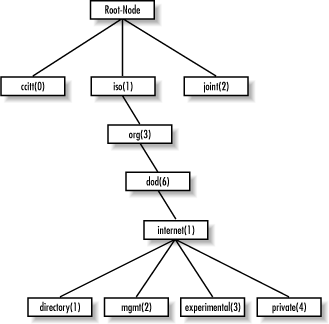 Root-Node
ccitt(0) iso(1) joint(2)
org(3)
dod(6)
internet(1)
directory(1) mgmt(2) experimental(3) private(4)